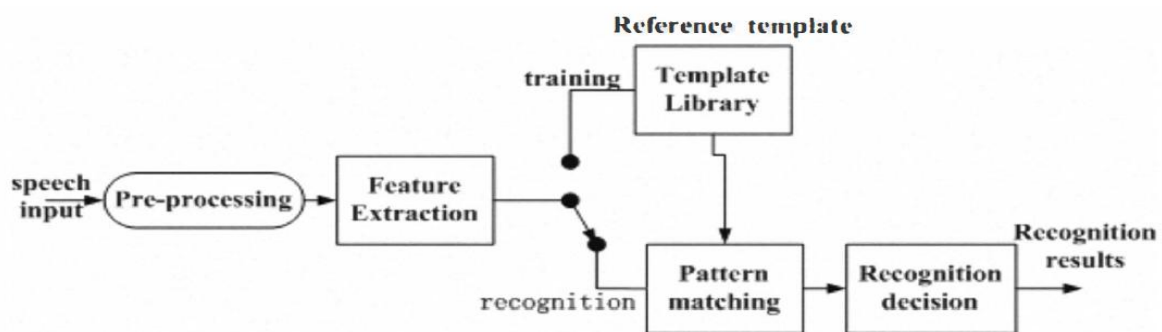 Reference template
training
Template
Library
speech
input
Pre-processing
Feature
Extraction
recognition
Pattern
matching
Recognition
decision
Recognition
results